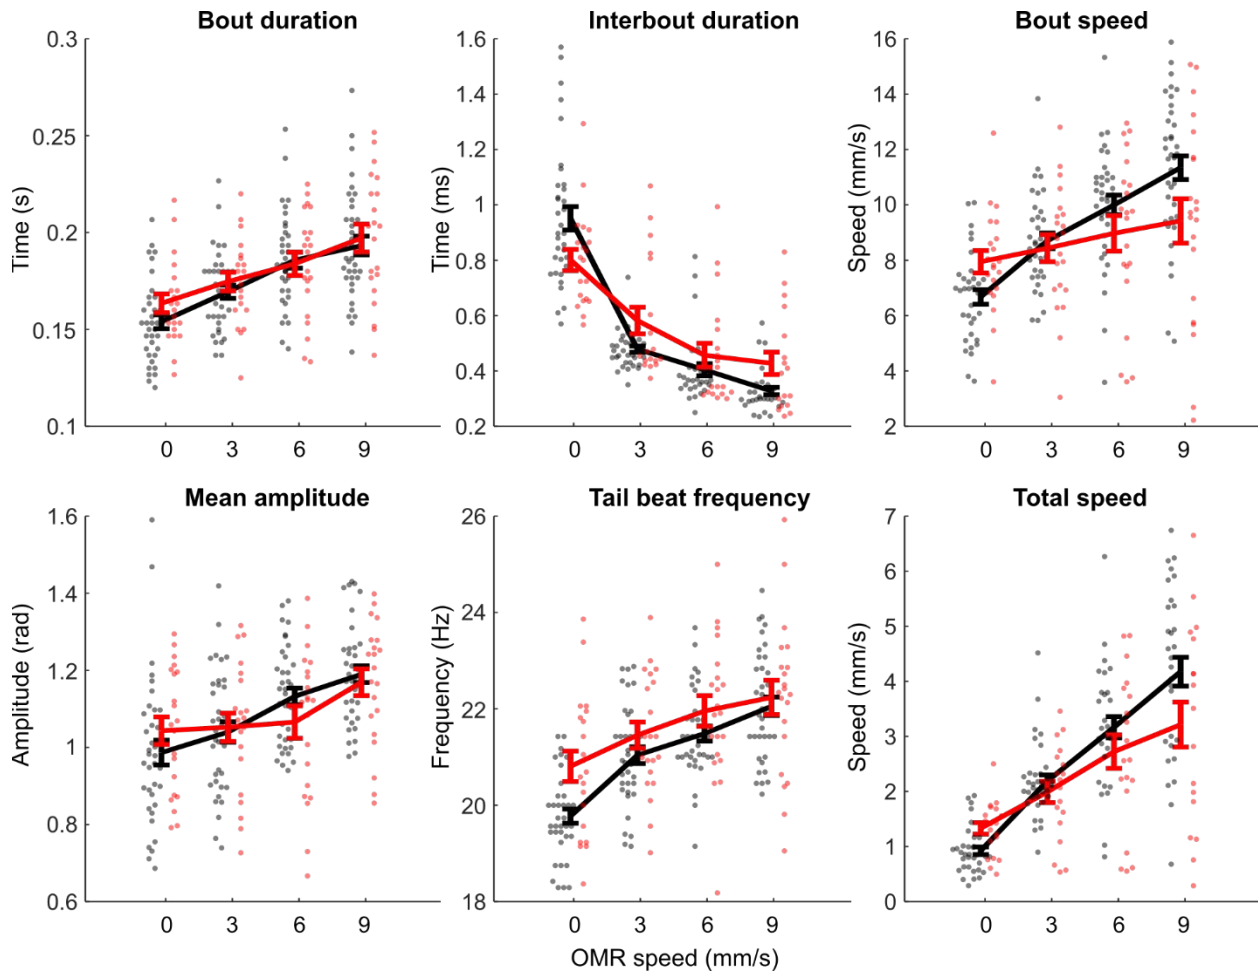 Bout duration
Interbout duration
Bout speed
0.3
0.25
0.2
0.15
0.1
Time (s)
0 3 6 9
1.6
1.4
1.2
1
0.8
0.6
0.4
0.2
Time (ms)
0 3 6 9
16
14
12
10
8
6
4
2
Speed (mm/s)
0 3 6 9
Mean amplitude
Tail beat frequency
Total speed
1.6
1.4
1.2
1
0.8
0.6
Amplitude (rad)
0 3 6 9
26
24
22
20
18
Frequency (Hz)
0 3 6 9
7
6
5
4
3
2
1
0
Speed (mm/s)
0 3 6 9
OMR speed (mm/s)